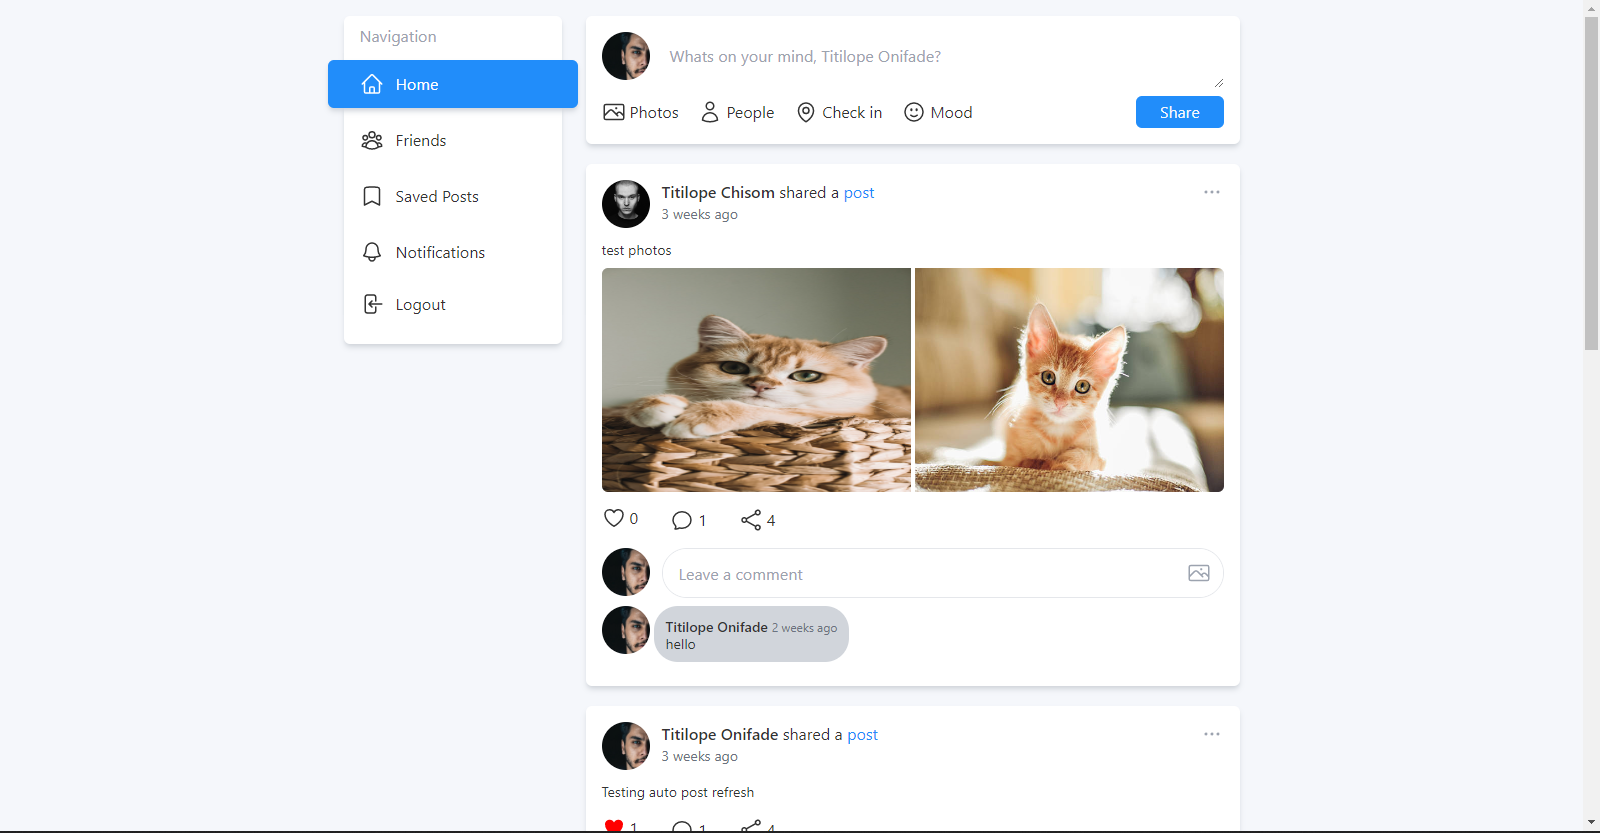 Navigation
Home
Friends
Saved Posts
Notifications
Logout
Whats on your mind, Titilope Onifade?
Photos People Check in Mood Share
Titilope Chisom shared a post
3 weeks ago
test photos
0 1 4
Leave a comment
Titilope Onifade 2 weeks ago
hello
Titilope Onifade shared a post
3 weeks ago
Testing auto post refresh
1 1 4